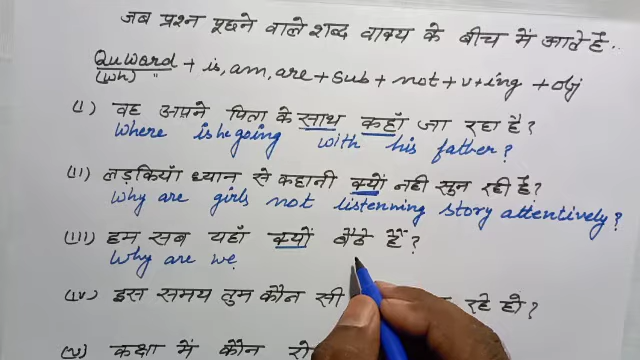 जब प्रश्न पूछने वाले शब्द वाक्य के बीच में आते हैं..
Quword + is, am, are + sub + not + v + ing + obj
(Wh) "
(I) वह अपने पिता के साथ कहाँ जा रहा है?
Where is he going with his father?
(II) लड़कियाँ ध्यान से कहानी क्यों नही सुन रही हैं?
Why are girls not listening story attentively?
(III) हम सब यहाँ क्यों बैठे हैं?
Why are we
(IV) इस समय तुम कौन सी रहे हो?
(V) कक्षा में कौन रो